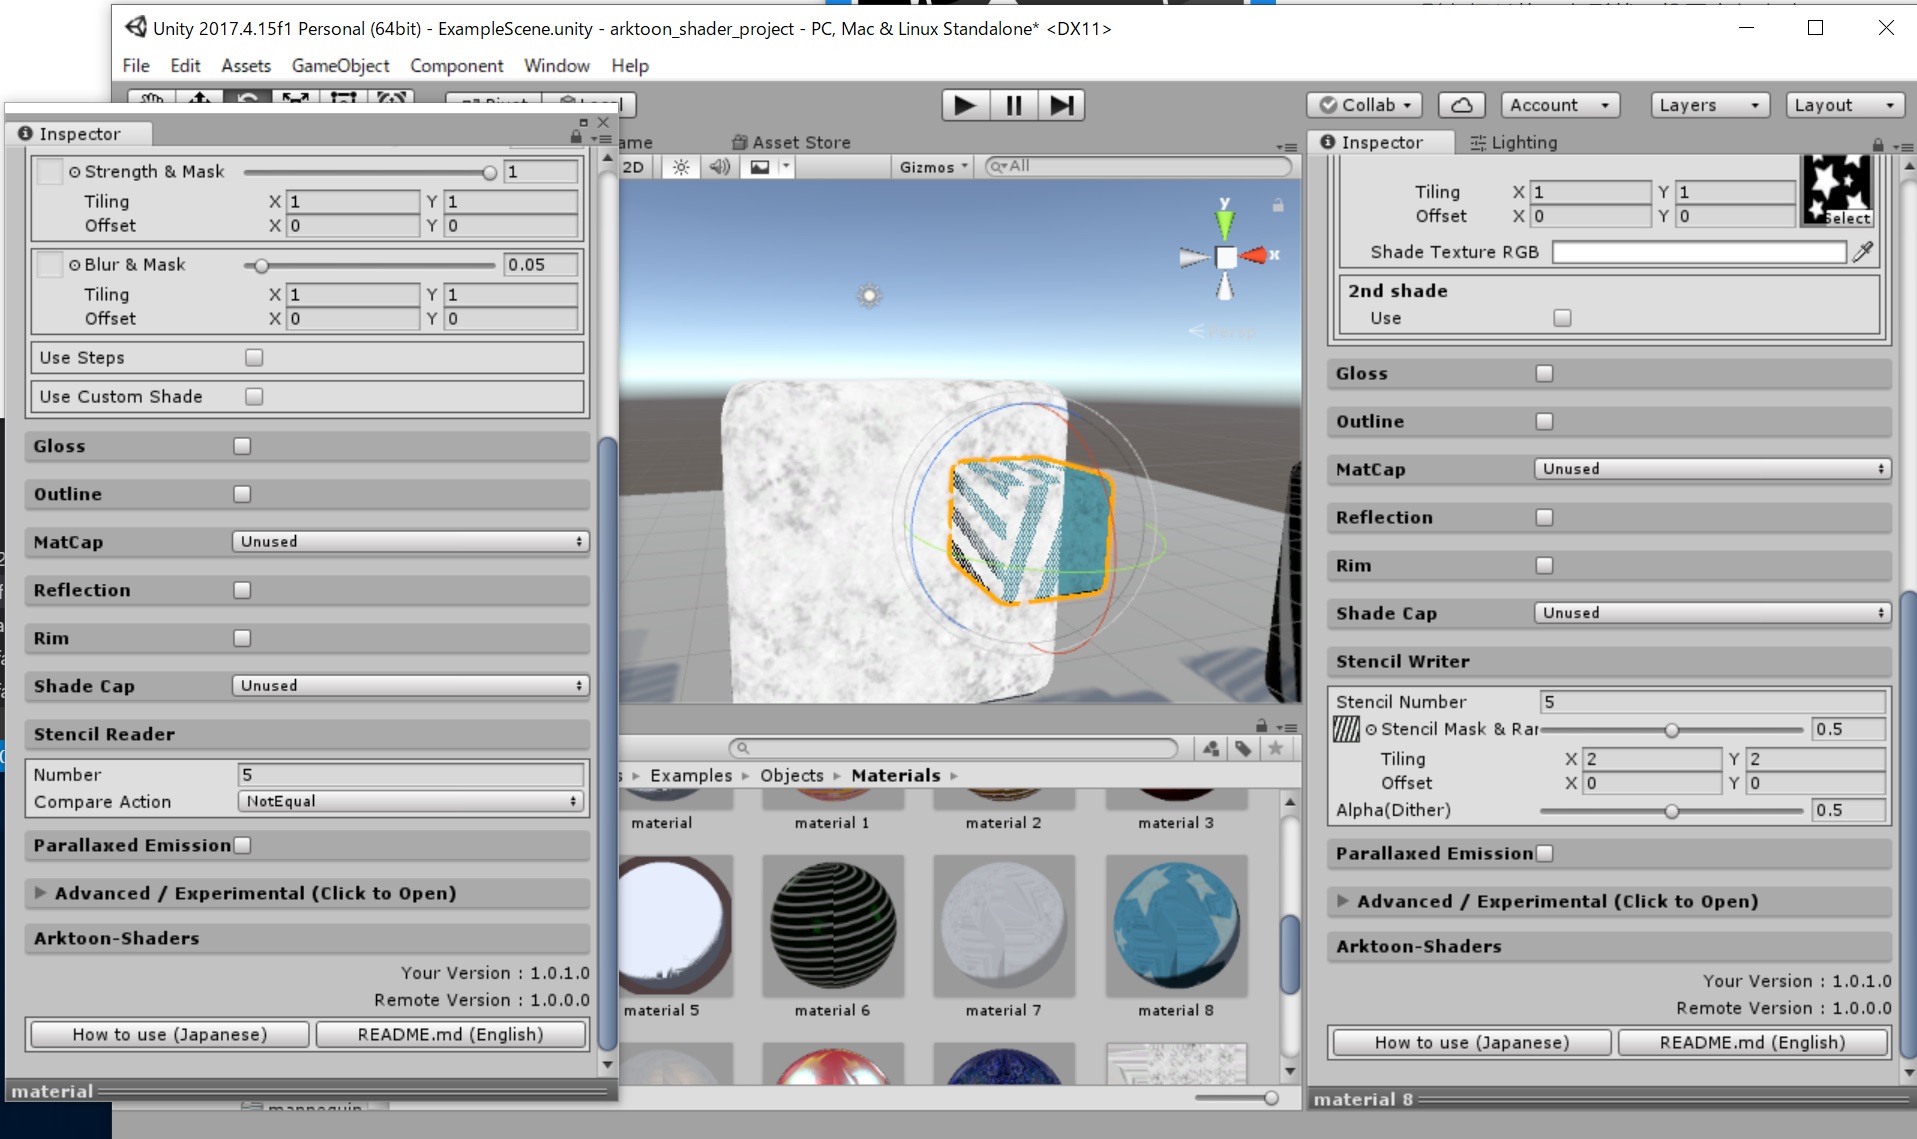 Unity 2017.4.15f1 Personal (64bit) - ExampleScene.unity - arktoon_shader_project - PC, Mac & Linux Standalone* <DX11>
File Edit Assets GameObject Component Window Help
Collab Account Layers Layout
Inspector
Strength & Mask 1
Tiling X 1 Y 1
Offset X 0 Y 0
Blur & Mask 0.05
Tiling X 1 Y 1
Offset X 0 Y 0
Use Steps
Use Custom Shade
Gloss
Outline
MatCap Unused
Reflection
Rim
Shade Cap Unused
Stencil Reader
Number 5
Compare Action NotEqual
Parallaxed Emission
Advanced / Experimental (Click to Open)
Arktoon-Shaders
Your Version : 1.0.1.0
Remote Version : 1.0.0.0
How to use (Japanese) README.md (English)
material
ame Asset Store
2D Gizmos All
y
x
Persp
Examples Objects Materials
material material 1 material 2 material 3
material 5 material 6 material 7 material 8
Inspector Lighting
Tiling X 1 Y 1
Offset X 0 Y 0
Select
Shade Texture RGB
2nd shade
Use
Gloss
Outline
MatCap Unused
Reflection
Rim
Shade Cap Unused
Stencil Writer
Stencil Number 5
Stencil Mask & Rar 0.5
Tiling X 2 Y 2
Offset X 0 Y 0
Alpha(Dither) 0.5
Parallaxed Emission
Advanced / Experimental (Click to Open)
Arktoon-Shaders
Your Version : 1.0.1.0
Remote Version : 1.0.0.0
How to use (Japanese) README.md (English)
material 8